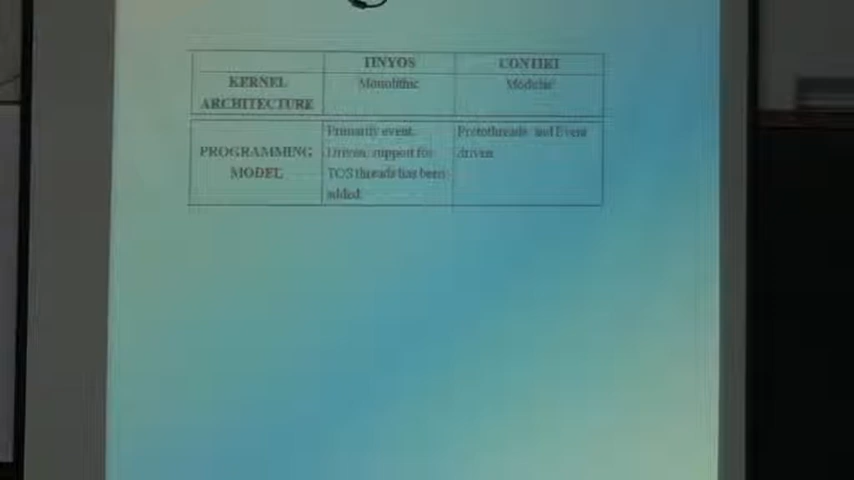 TINYOS CONTIKI
KERNEL Monolithic Modular
ARCHITECTURE
Primarily event Protothreads and Event
PROGRAMMING Driven, support for driven
MODEL TOS threads has been
added